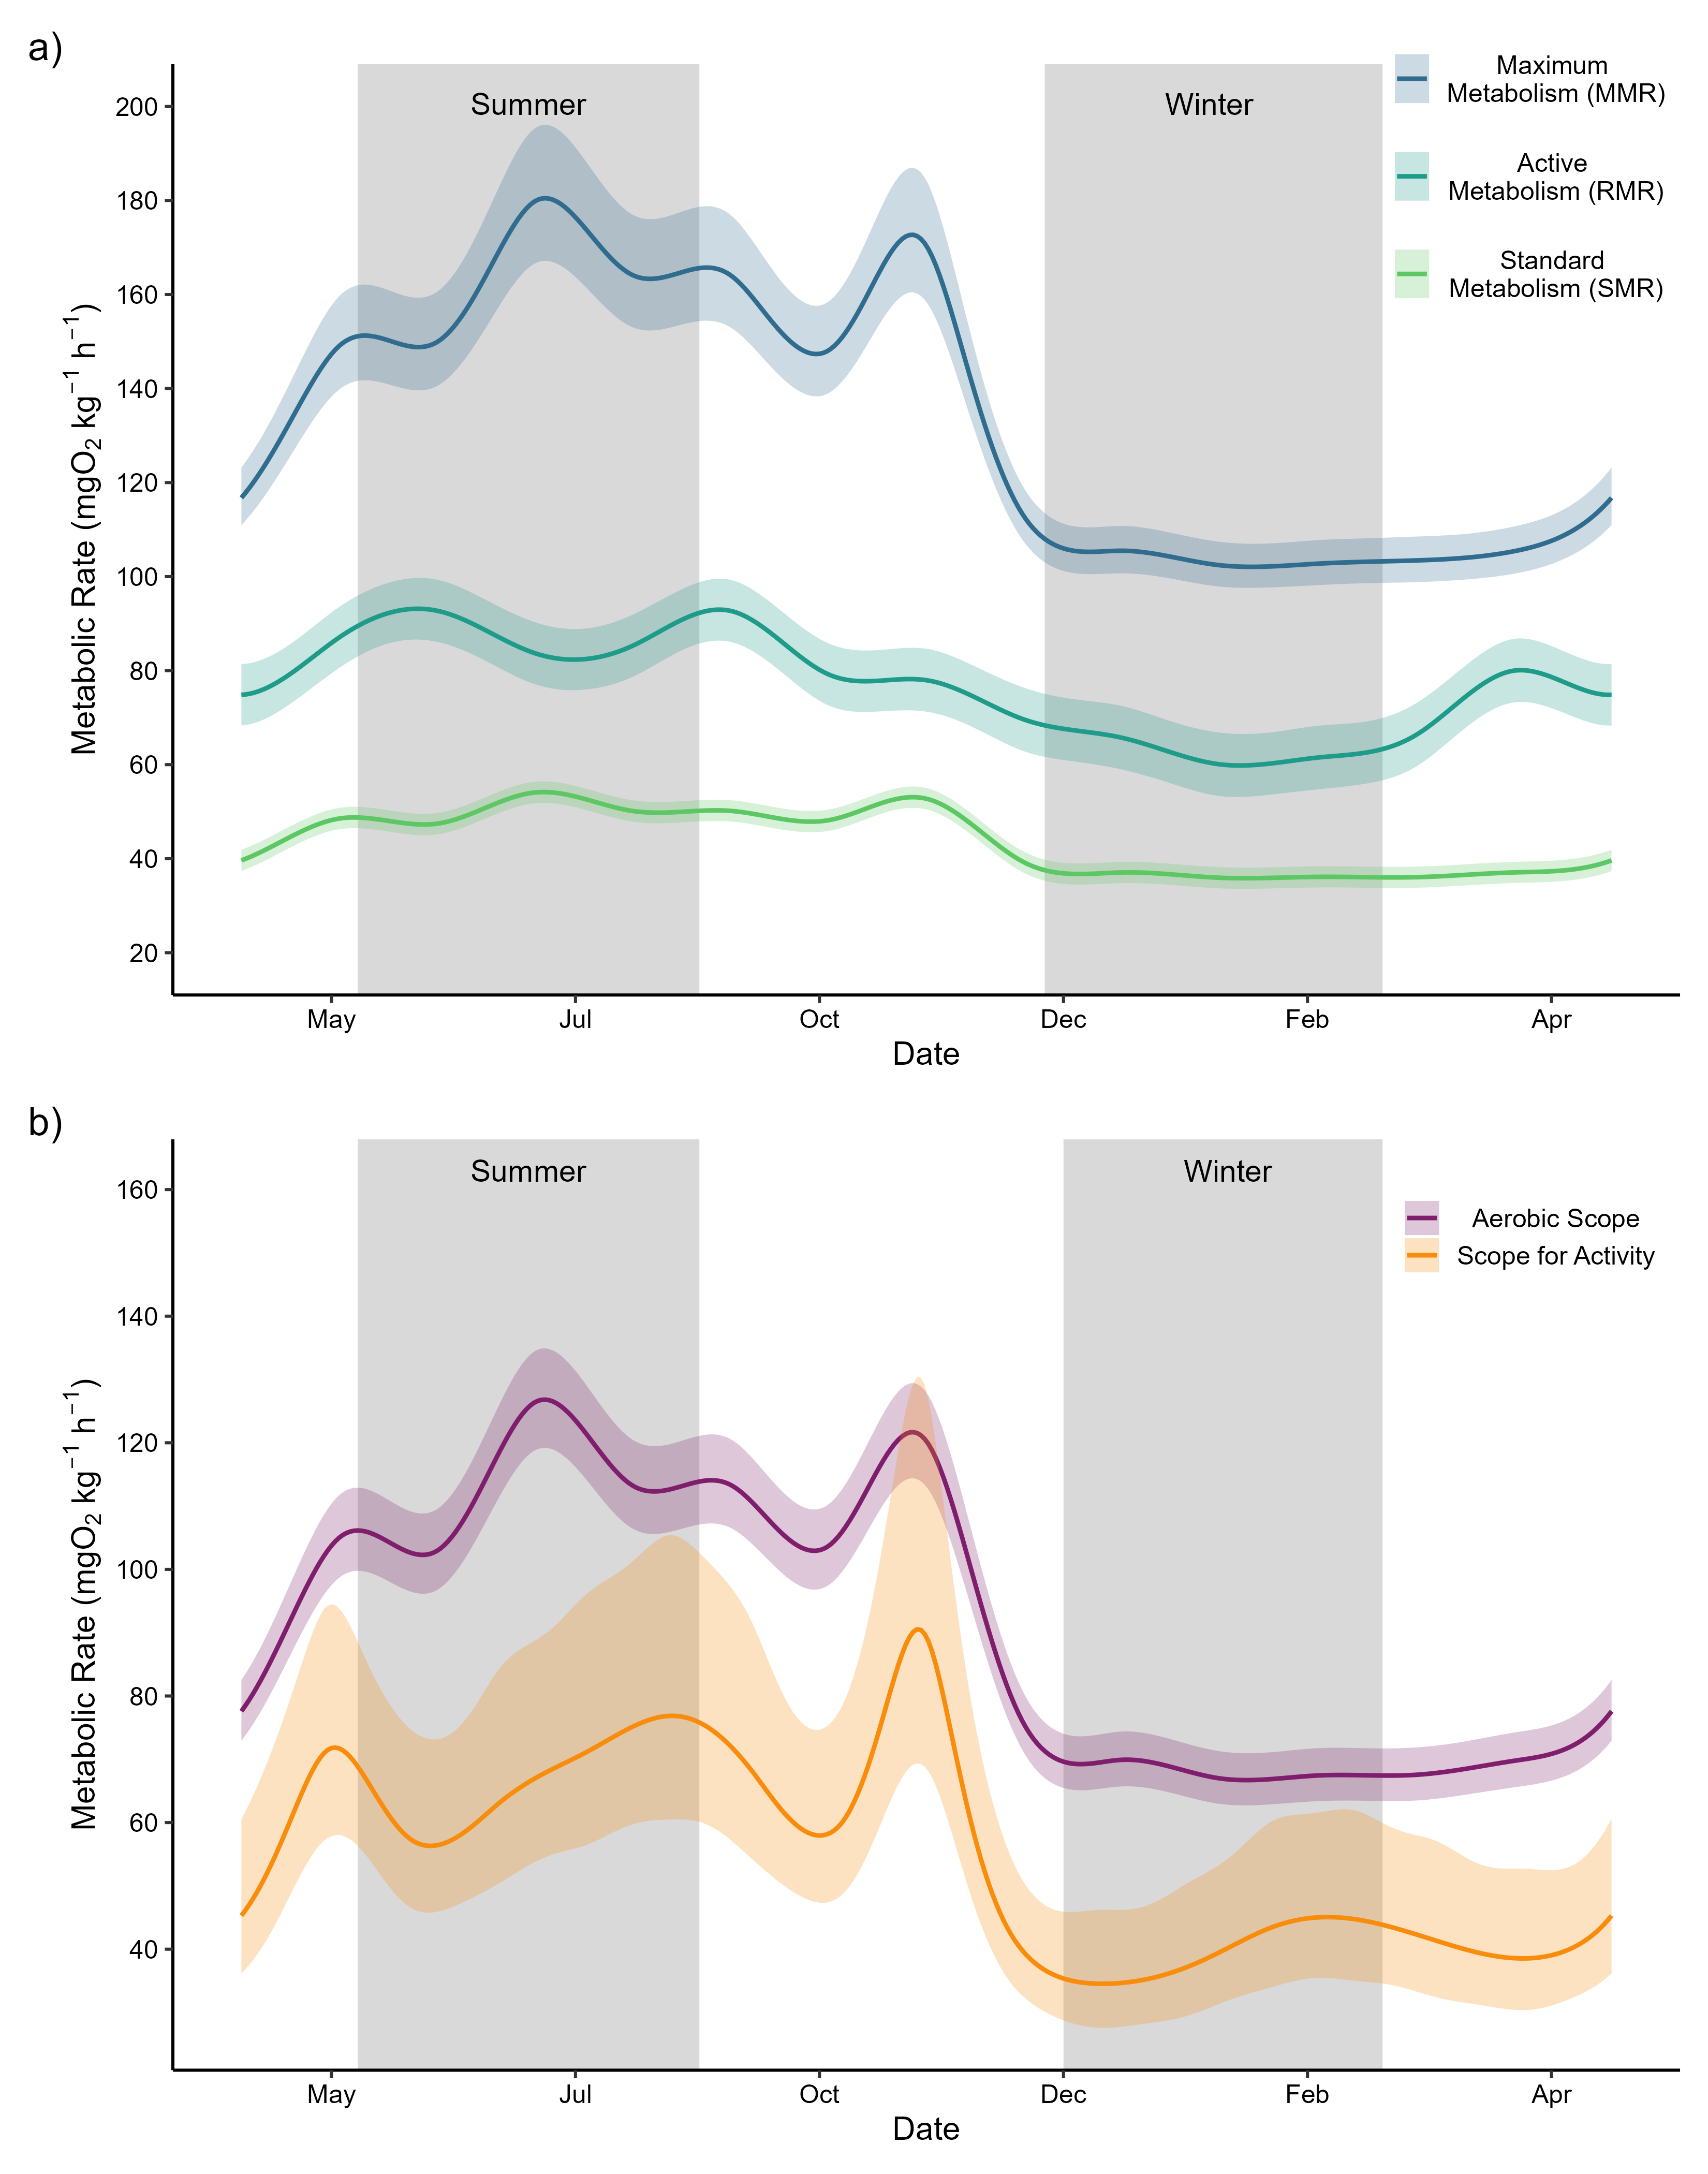 a)
Summer
Winter
Maximum
Metabolism (MMR)
Active
Metabolism (RMR)
Standard
Metabolism (SMR)
Metabolic Rate (mgO₂ kg⁻¹ h⁻¹)
200
180
160
140
120
100
80
60
40
20
May
Jul
Oct
Dec
Feb
Apr
Date
b)
Summer
Winter
Aerobic Scope
Scope for Activity
Metabolic Rate (mgO₂ kg⁻¹ h⁻¹)
160
140
120
100
80
60
40
May
Jul
Oct
Dec
Feb
Apr
Date